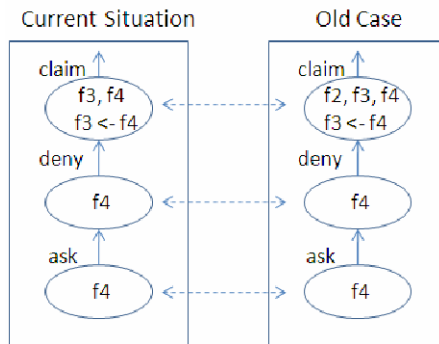 Current Situation
Old Case
claim
f3, f4
f3 <- f4
deny
f4
ask
f4
claim
f2, f3, f4
f3 <- f4
deny
f4
ask
f4